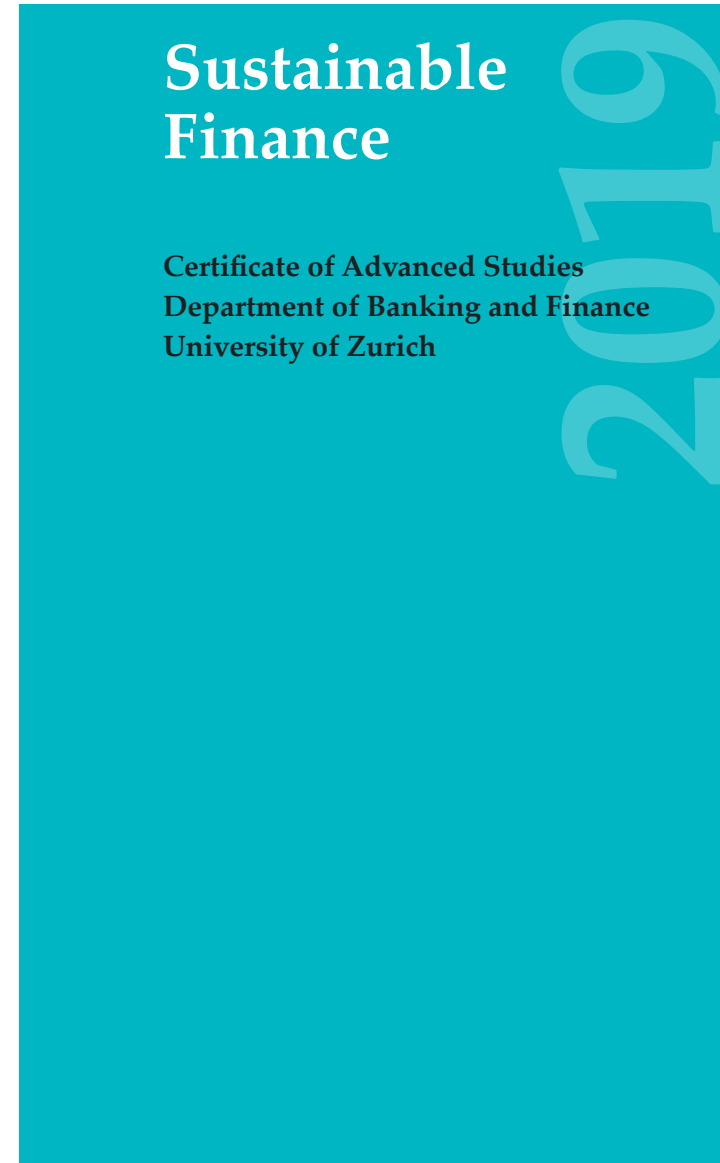 Sustainable
Finance
2019
Certificate of Advanced Studies
Department of Banking and Finance
University of Zurich